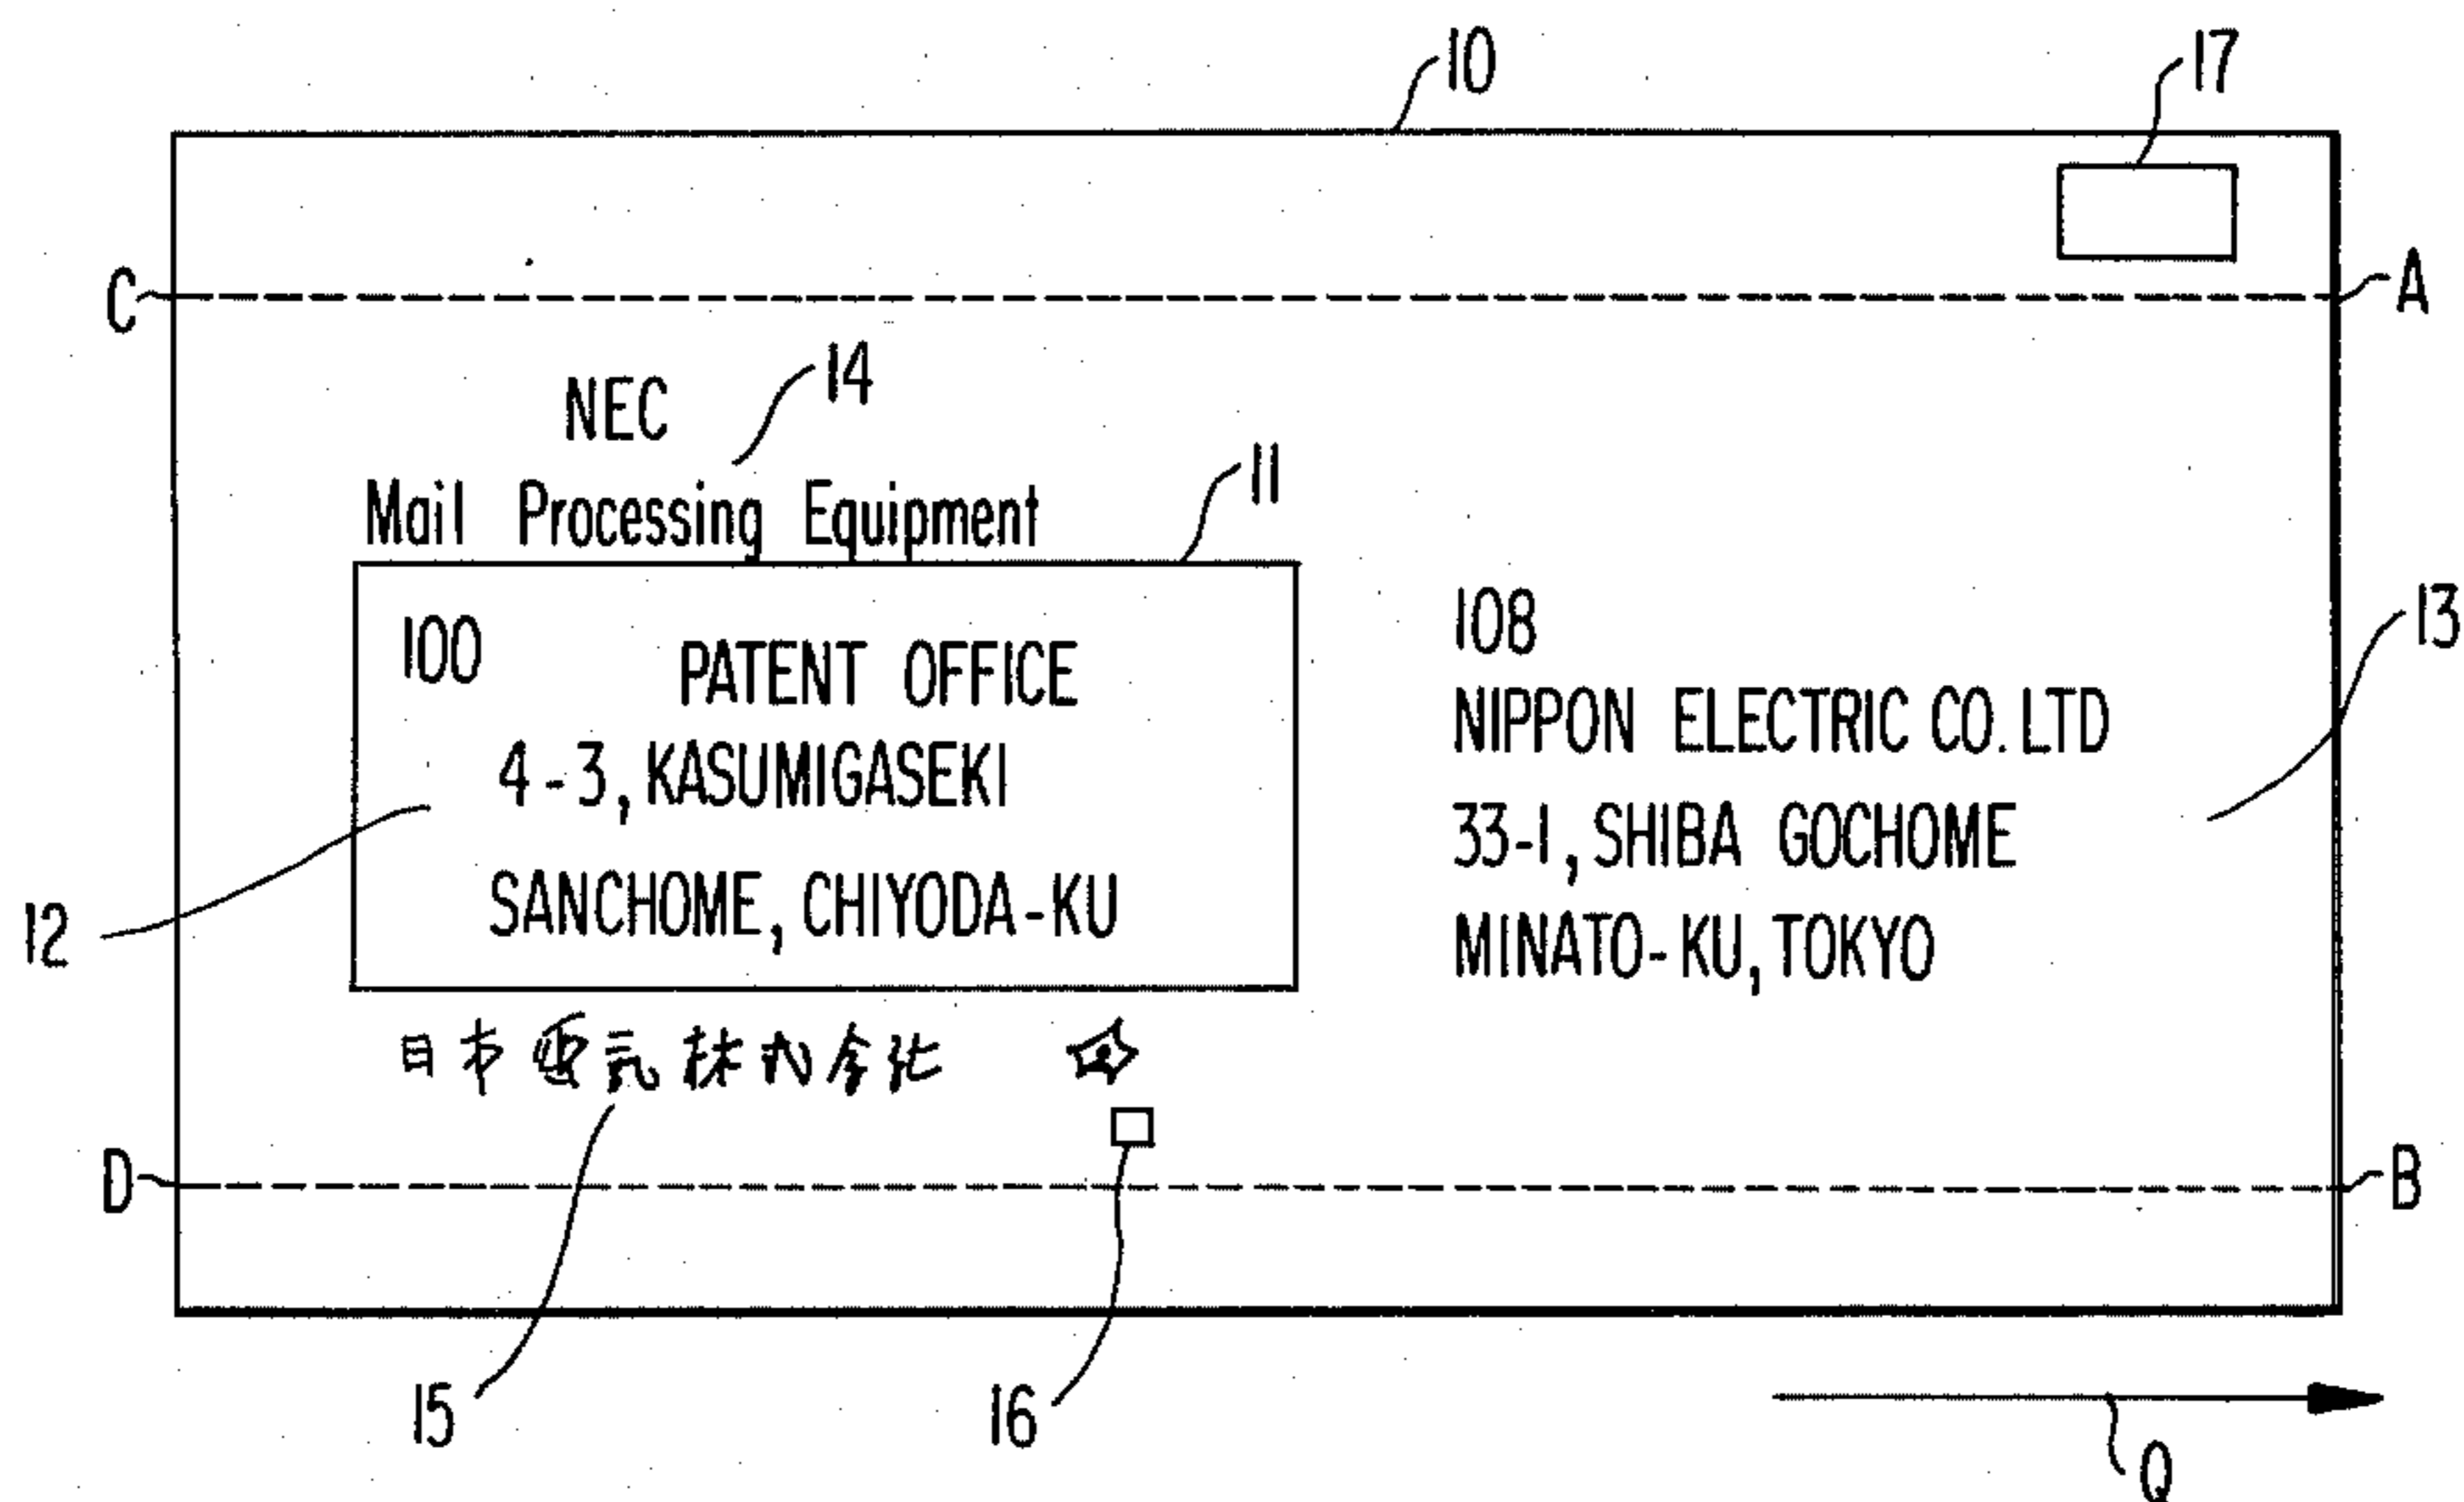 10
17
C
A
NEC
14
Mail Processing Equipment
11
100
PATENT OFFICE
4-3, KASUMIGASEKI
SANCHOME, CHIYODA-KU
12
108
NIPPON ELECTRIC CO. LTD
33-1, SHIBA GOCHOME
MINATO-KU, TOKYO
13
D
B
15
16
Q